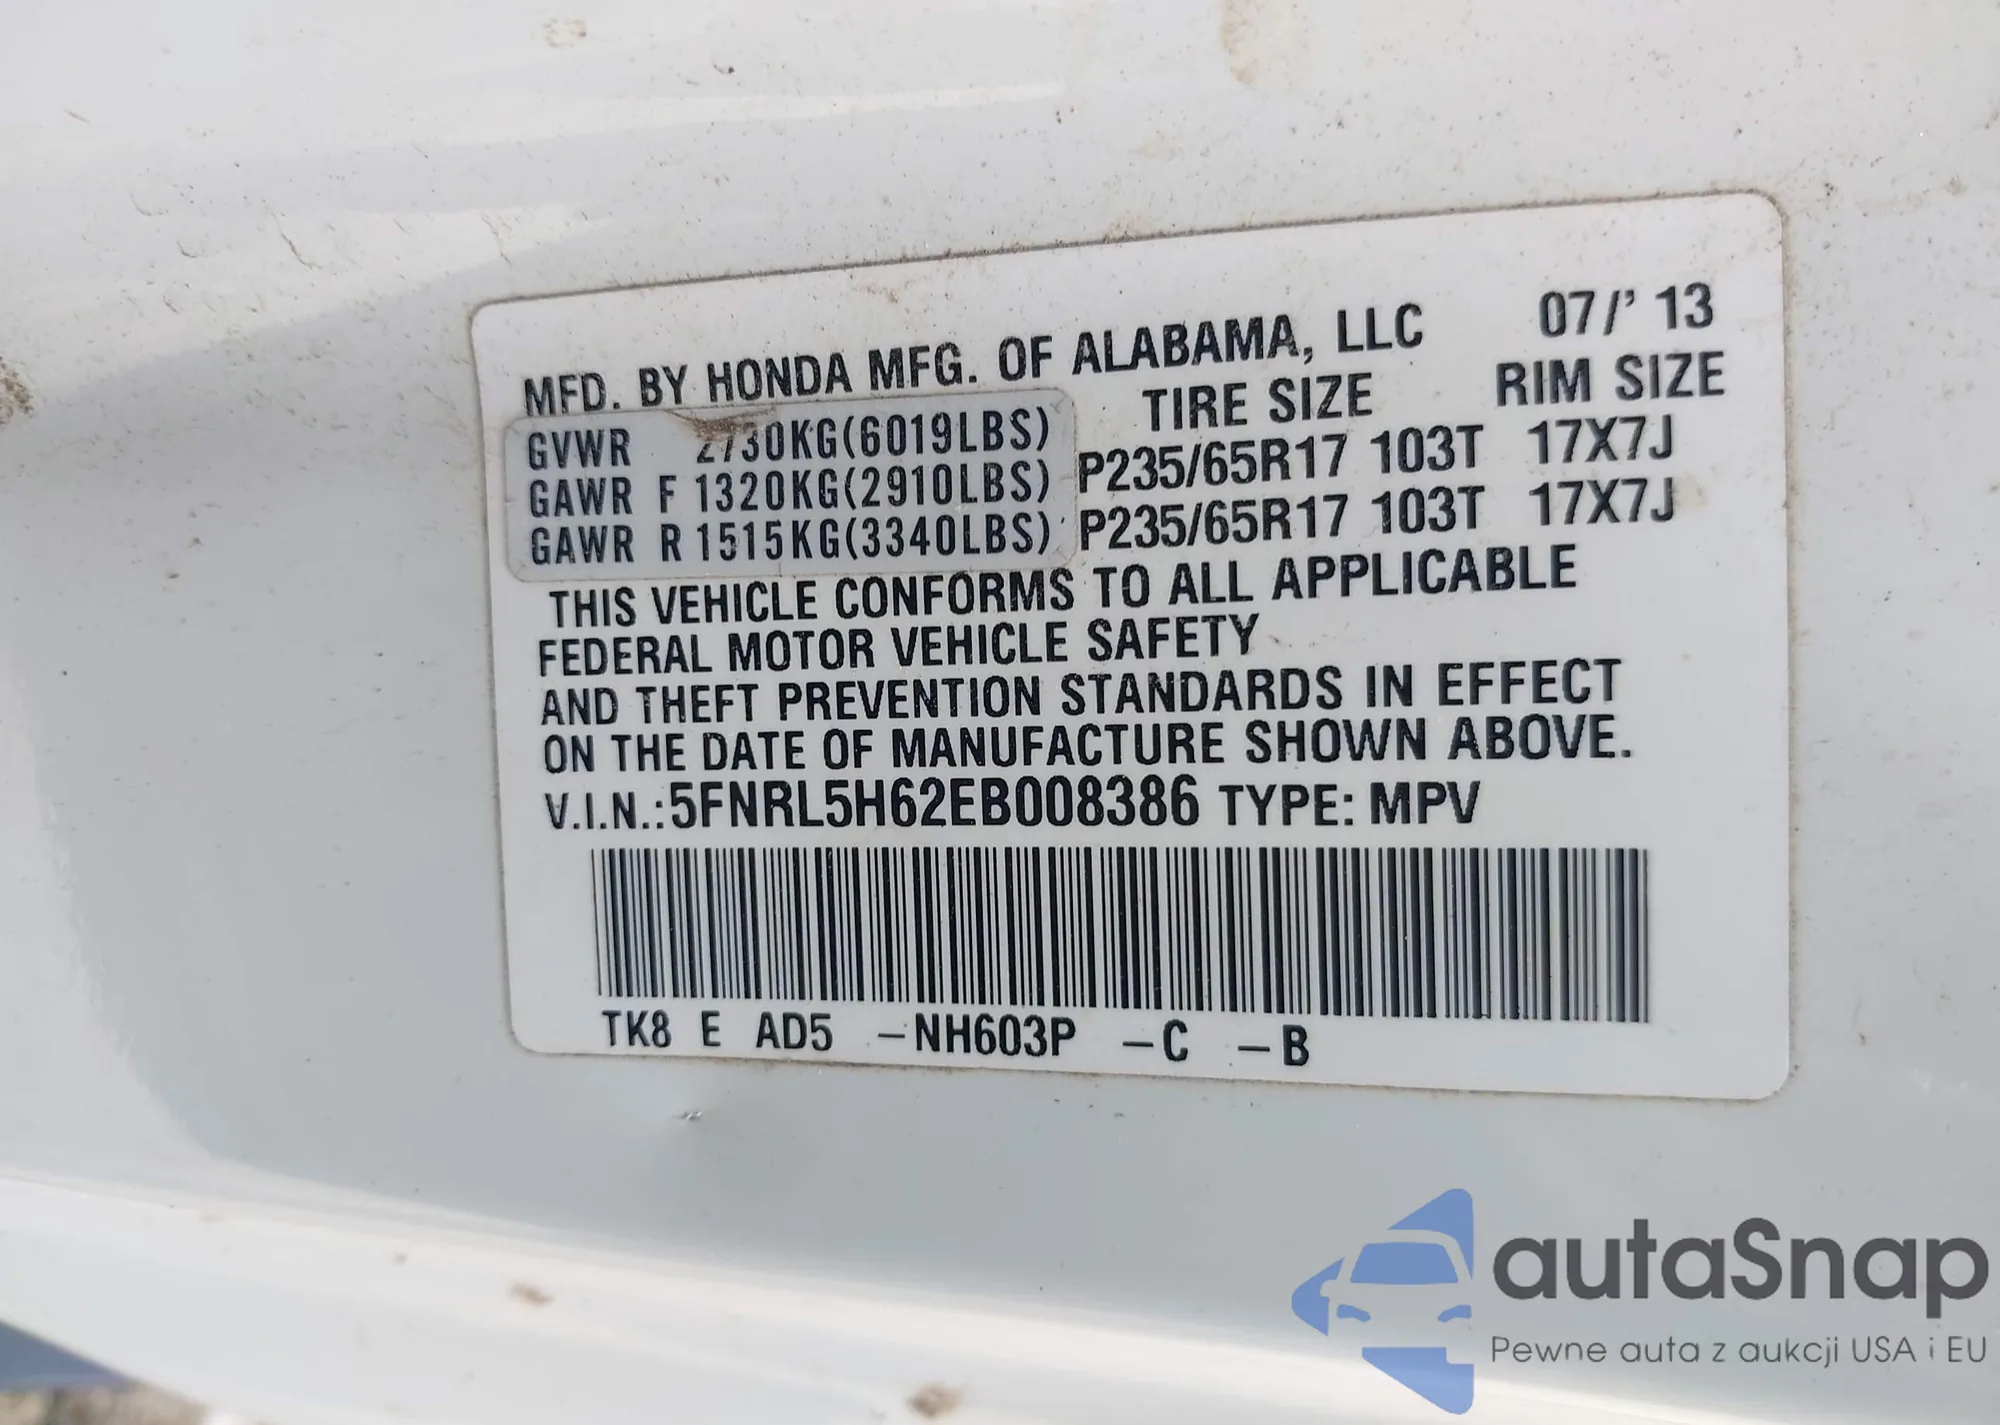 MFD. BY HONDA MFG. OF ALABAMA, LLC 07/' 13
TIRE SIZE RIM SIZE
GVWR 2730KG(6019LBS)
GAWR F 1320KG(2910LBS) P235/65R17 103T 17X7J
GAWR R 1515KG(3340LBS) P235/65R17 103T 17X7J
THIS VEHICLE CONFORMS TO ALL APPLICABLE
FEDERAL MOTOR VEHICLE SAFETY
AND THEFT PREVENTION STANDARDS IN EFFECT
ON THE DATE OF MANUFACTURE SHOWN ABOVE.
V.I.N.:5FNRL5H62EB008386 TYPE: MPV
TK8 E AD5 -NH603P -C -B
autaSnap
Pewne auta z aukcji USA i EU